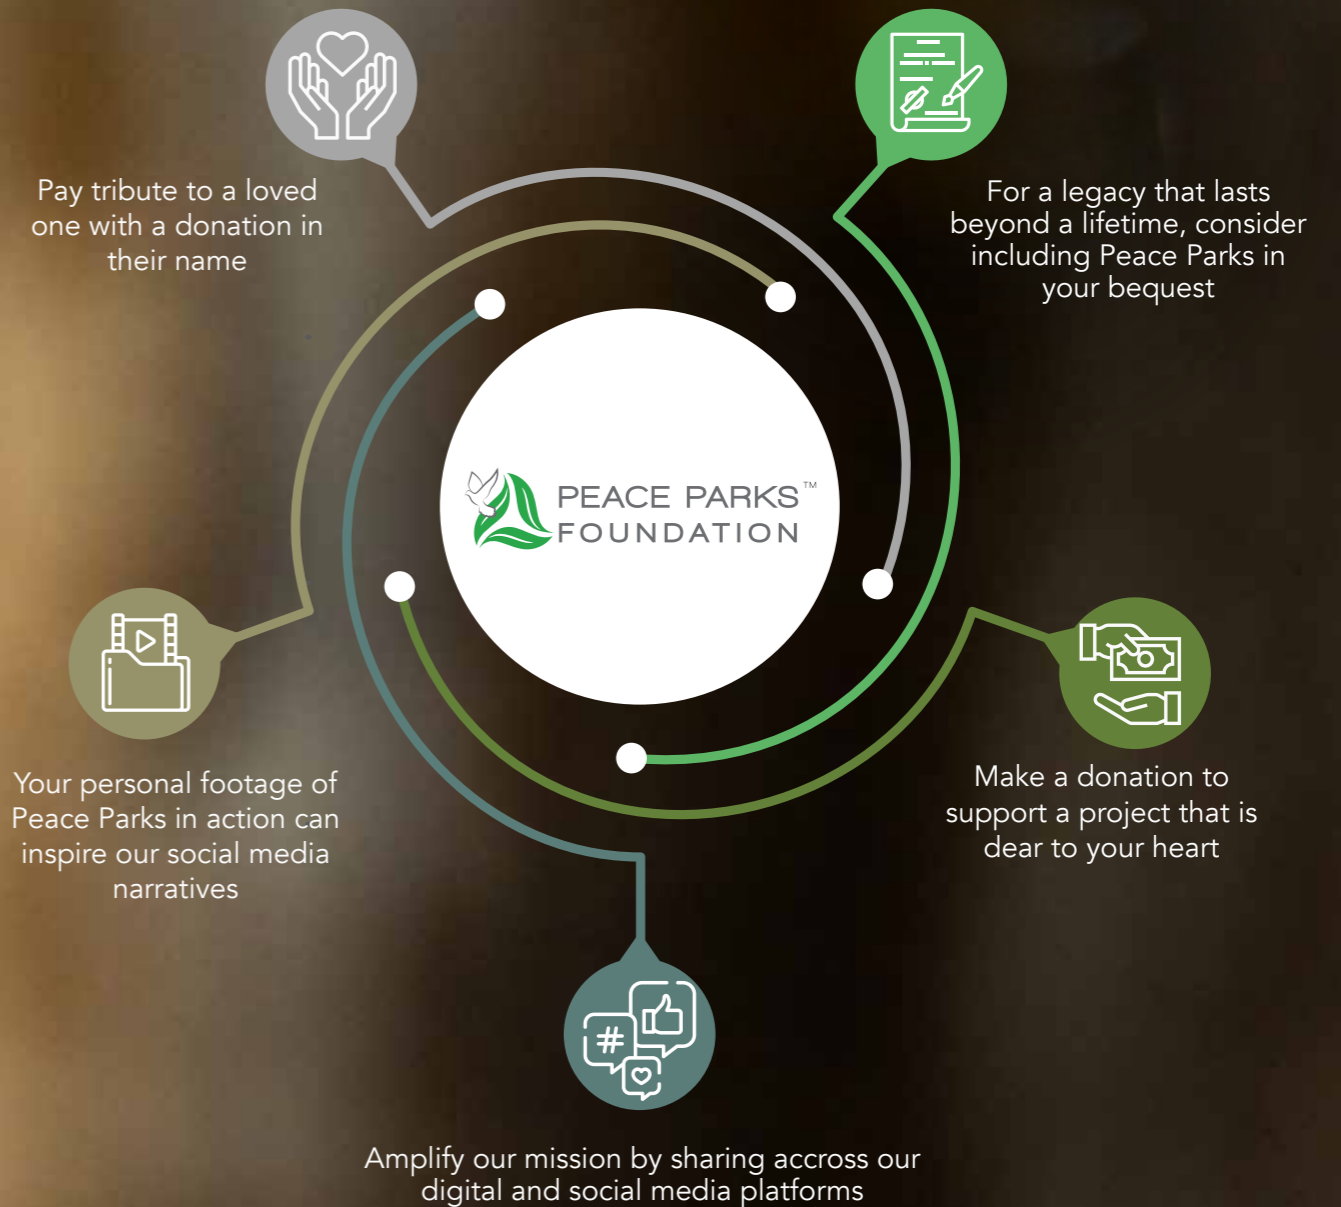 Pay tribute to a loved
one with a donation in
their name
For a legacy that lasts
beyond a lifetime, consider
including Peace Parks in
your bequest
PEACE PARKS™
FOUNDATION
Your personal footage of
Peace Parks in action can
inspire our social media
narratives
Make a donation to
support a project that is
dear to your heart
#
Amplify our mission by sharing accross our
digital and social media platforms